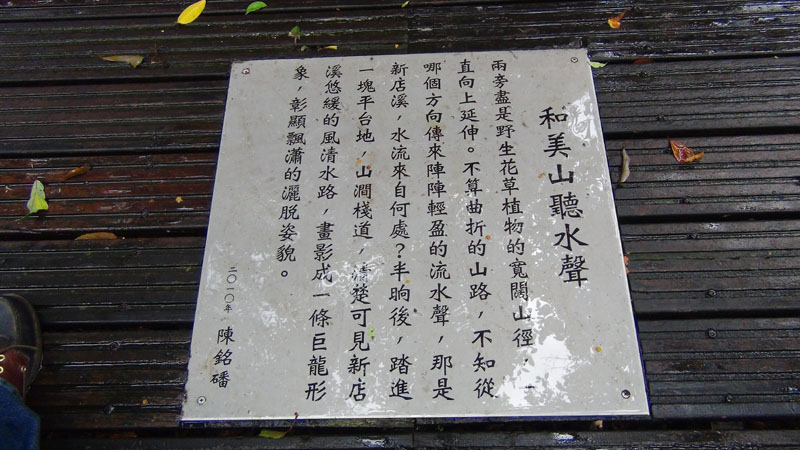 和美山聽水聲
兩旁盡是野生花草植物的寬闊山徑，一
直向上延伸。不算曲折的山路，不知從
哪個方向傳來陣陣輕盈的流水聲，那是
新店溪，水流來自何處？半晌後，踏進
一塊平台地，山澗棧道，清楚可見新店
溪悠緩的風清水路，畫影成一條巨龍形
象，彰顯飄瀟的灑脫姿貌。
二〇一〇年 陳銘磻